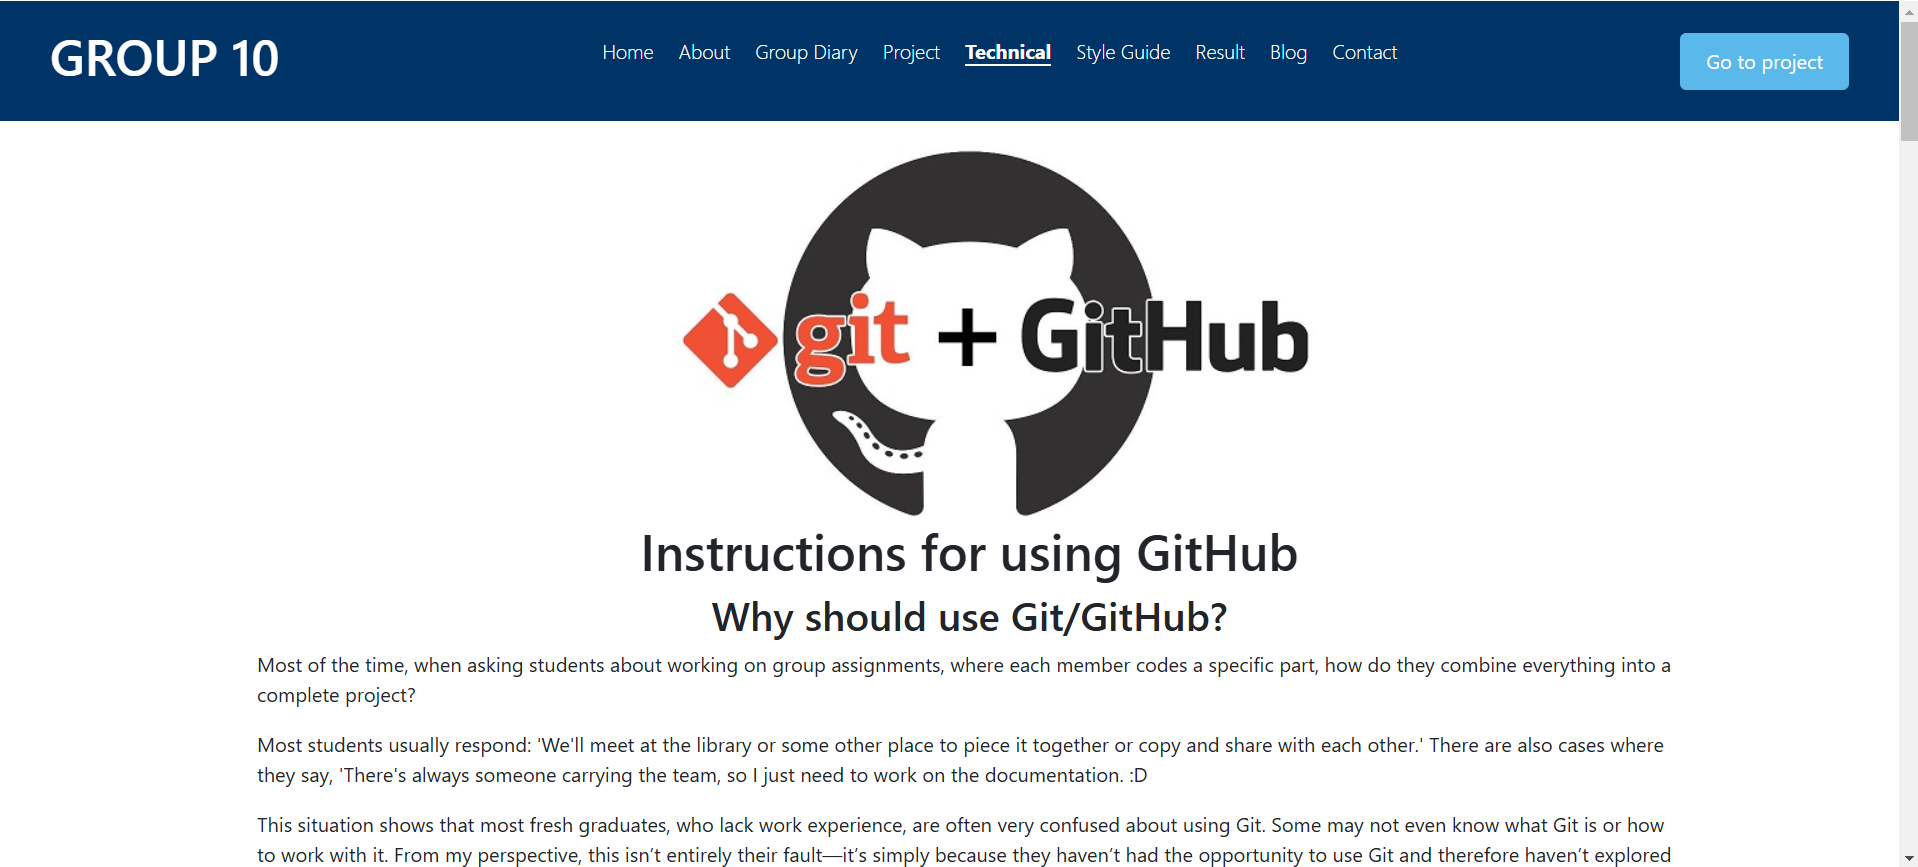 GROUP 10
Home About Group Diary Project Technical Style Guide Result Blog Contact
Go to project
git + GitHub
Instructions for using GitHub
Why should use Git/GitHub?
Most of the time, when asking students about working on group assignments, where each member codes a specific part, how do they combine everything into a
complete project?
Most students usually respond: 'We'll meet at the library or some other place to piece it together or copy and share with each other.' There are also cases where
they say, 'There's always someone carrying the team, so I just need to work on the documentation. :D
This situation shows that most fresh graduates, who lack work experience, are often very confused about using Git. Some may not even know what Git is or how
to work with it. From my perspective, this isn’t entirely their fault—it’s simply because they haven’t had the opportunity to use Git and therefore haven’t explored